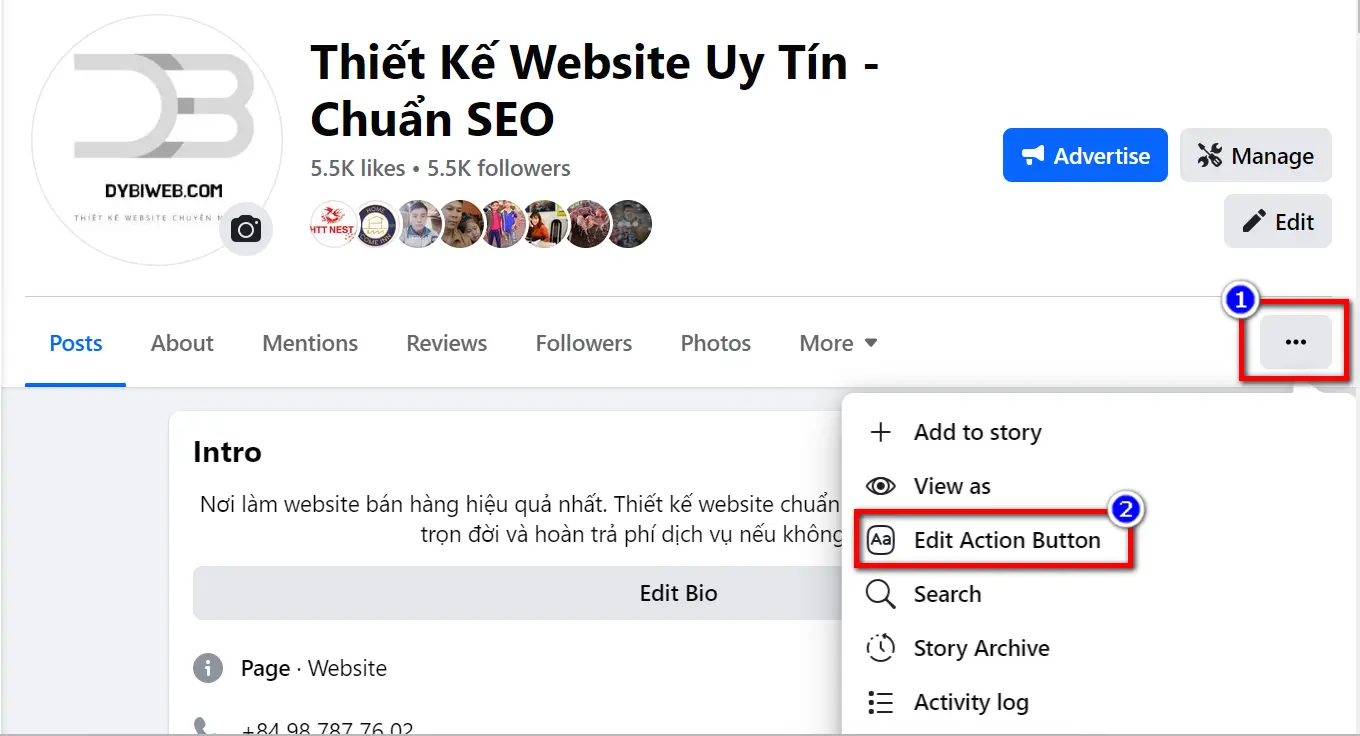 Thiết Kế Website Uy Tín -
Chuẩn SEO
5.5K likes • 5.5K followers
DYBIWEB.COM
THIẾT KẾ WEBSITE CHUYÊN
HTT NEST
HOME
Advertise
Manage
Edit
1
Posts
About
Mentions
Reviews
Followers
Photos
More
Intro
Nơi làm website bán hàng hiệu quả nhất. Thiết kế website chuẩn
trọn đời và hoàn trả phí dịch vụ nếu không
Edit Bio
Page · Website
+84 98 787 76 02
Add to story
View as
2
Aa Edit Action Button
Search
Story Archive
Activity log